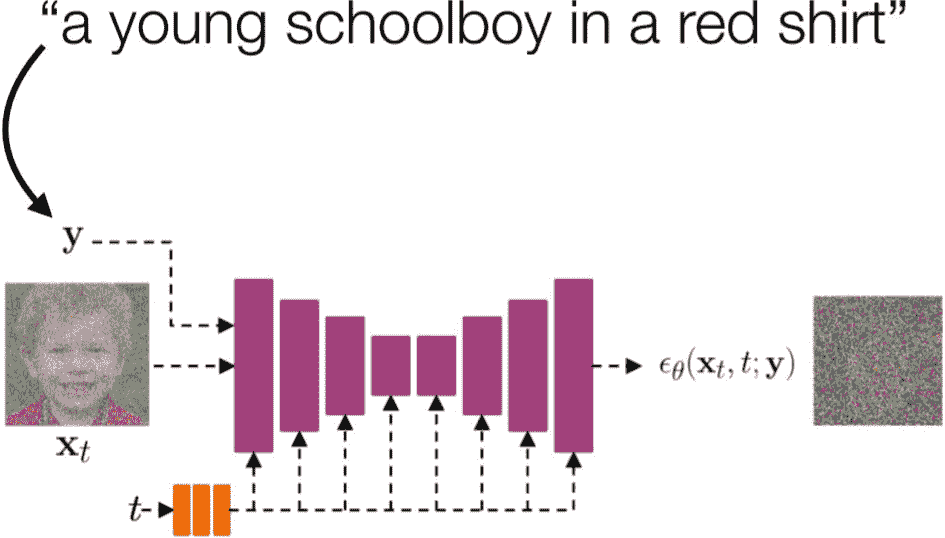 “a young schoolboy in a red shirt”
y
x_t
ϵ_θ(x_t, t; y)
t